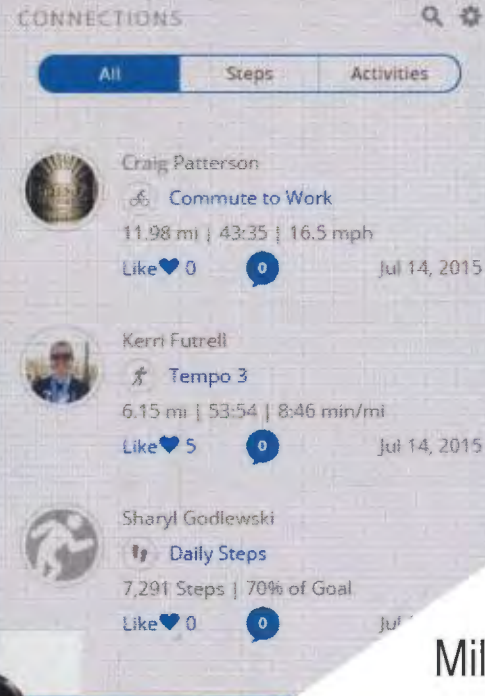 CONNECTIONS
All Steps Activities
Craig Patterson
Commute to Work
11.98 mi | 43:35 | 16.5 mph
Like 0 0 Jul 14, 2015
Kerri Futrell
Tempo 3
6.15 mi | 53:54 | 8:46 min/mi
Like 5 0 Jul 14, 2015
Sharyl Godlewski
Daily Steps
7,291 Steps | 70% of Goal
Like 0 0 Jul
Mil